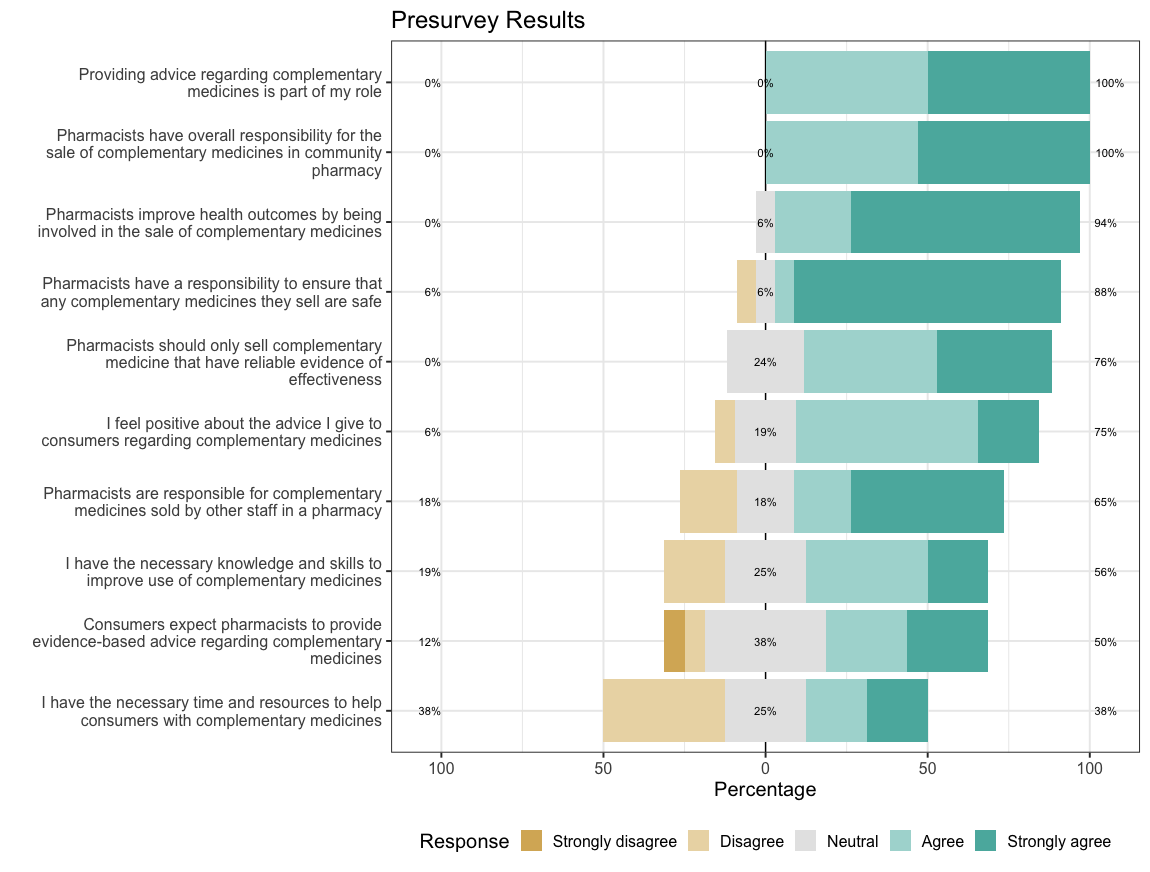 Presurvey Results
Providing advice regarding complementary
medicines is part of my role
0% 0% 100%
Pharmacists have overall responsibility for the
sale of complementary medicines in community
pharmacy
0% 0% 100%
Pharmacists improve health outcomes by being
involved in the sale of complementary medicines
0% 6% 94%
Pharmacists have a responsibility to ensure that
any complementary medicines they sell are safe
6% 6% 88%
Pharmacists should only sell complementary
medicine that have reliable evidence of
effectiveness
0% 24% 76%
I feel positive about the advice I give to
consumers regarding complementary medicines
6% 19% 75%
Pharmacists are responsible for complementary
medicines sold by other staff in a pharmacy
18% 18% 65%
I have the necessary knowledge and skills to
improve use of complementary medicines
19% 25% 56%
Consumers expect pharmacists to provide
evidence-based advice regarding complementary
medicines
12% 38% 50%
I have the necessary time and resources to help
consumers with complementary medicines
38% 25% 38%
100 50 0 50 100
Percentage
Response Strongly disagree Disagree Neutral Agree Strongly agree